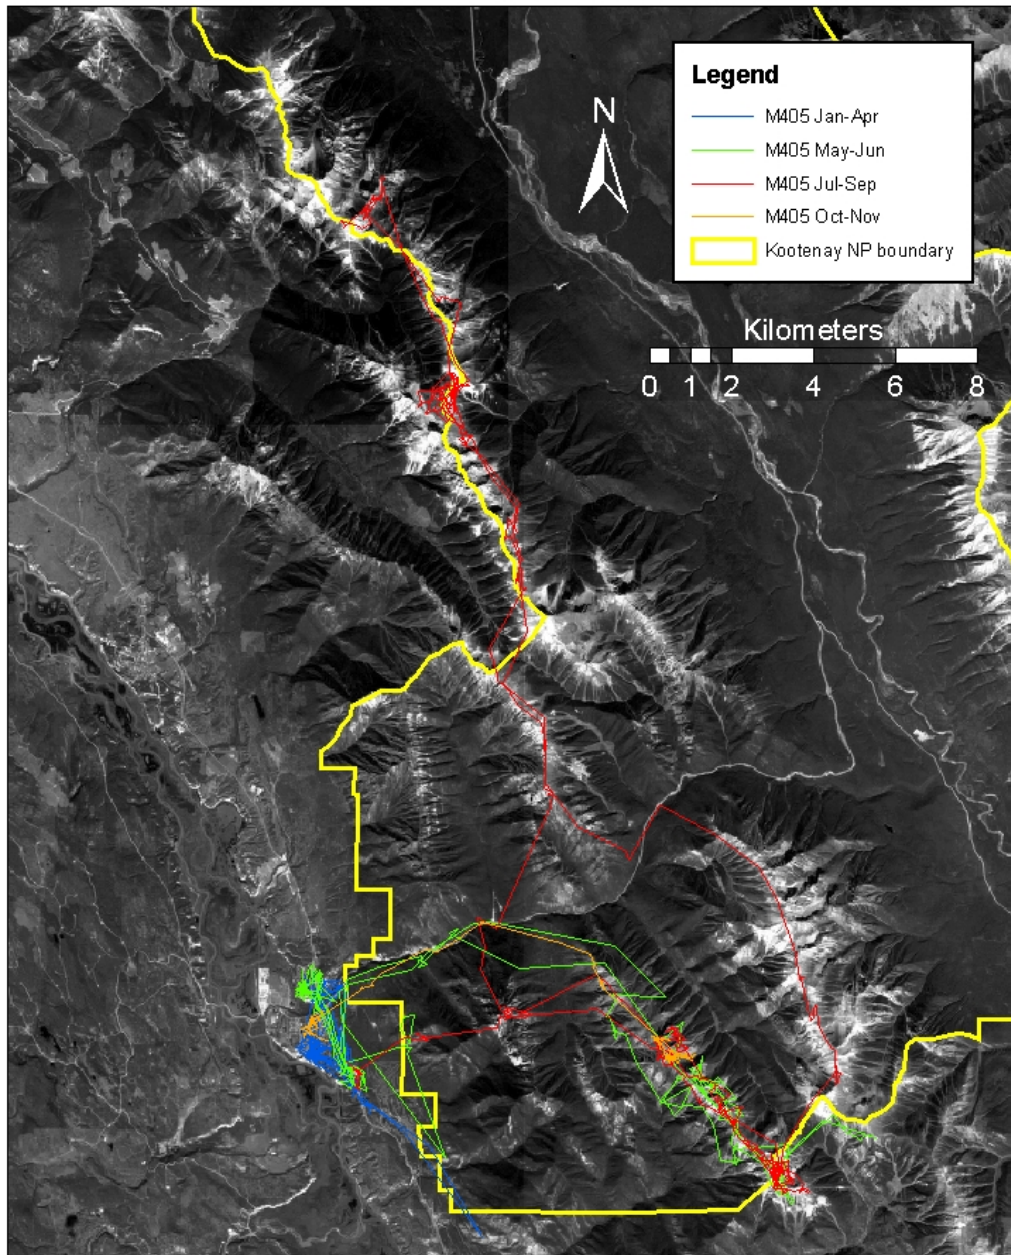 Legend
M405 Jan-Apr
M405 May-Jun
M405 Jul-Sep
M405 Oct-Nov
Kootenay NP boundary
N
Kilometers
0 1 2 4 6 8